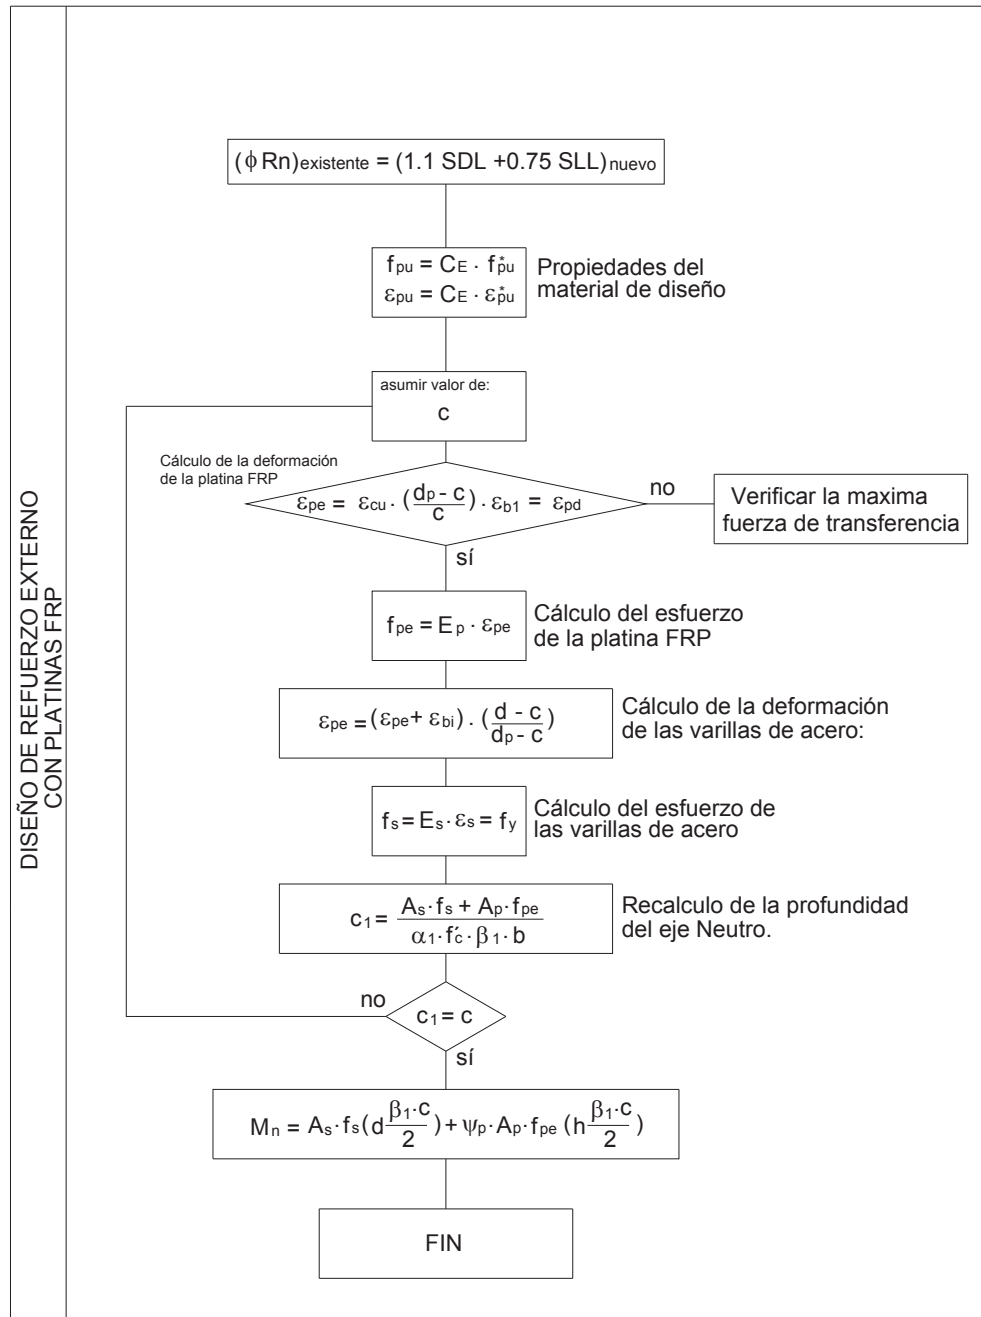 DISEÑO DE REFUERZO EXTERNO
CON PLATINAS FRP
(ϕ Rn)existente = (1.1 SDL +0.75 SLL)nuevo
fpu = CE · f*pu
εpu = CE · ε*pu
Propiedades del
material de diseño
asumir valor de:
c
Cálculo de la deformación
de la platina FRP
εpe = εcu · (dp - c / c) · εb1 = εpd
no
Verificar la maxima
fuerza de transferencia
sí
fpe = Ep · εpe
Cálculo del esfuerzo
de la platina FRP
εpe = (εpe + εbi) . (d - c / dp - c)
Cálculo de la deformación
de las varillas de acero:
fs = Es · εs = fy
Cálculo del esfuerzo de
las varillas de acero
c1 = As · fs + Ap · fpe / α1 · f´c · β1 · b
Recalculo de la profundidad
del eje Neutro.
no
c1 = c
sí
Mn = As · fs (d β1·c / 2) + ψp · Ap · fpe (h β1·c / 2)
FIN